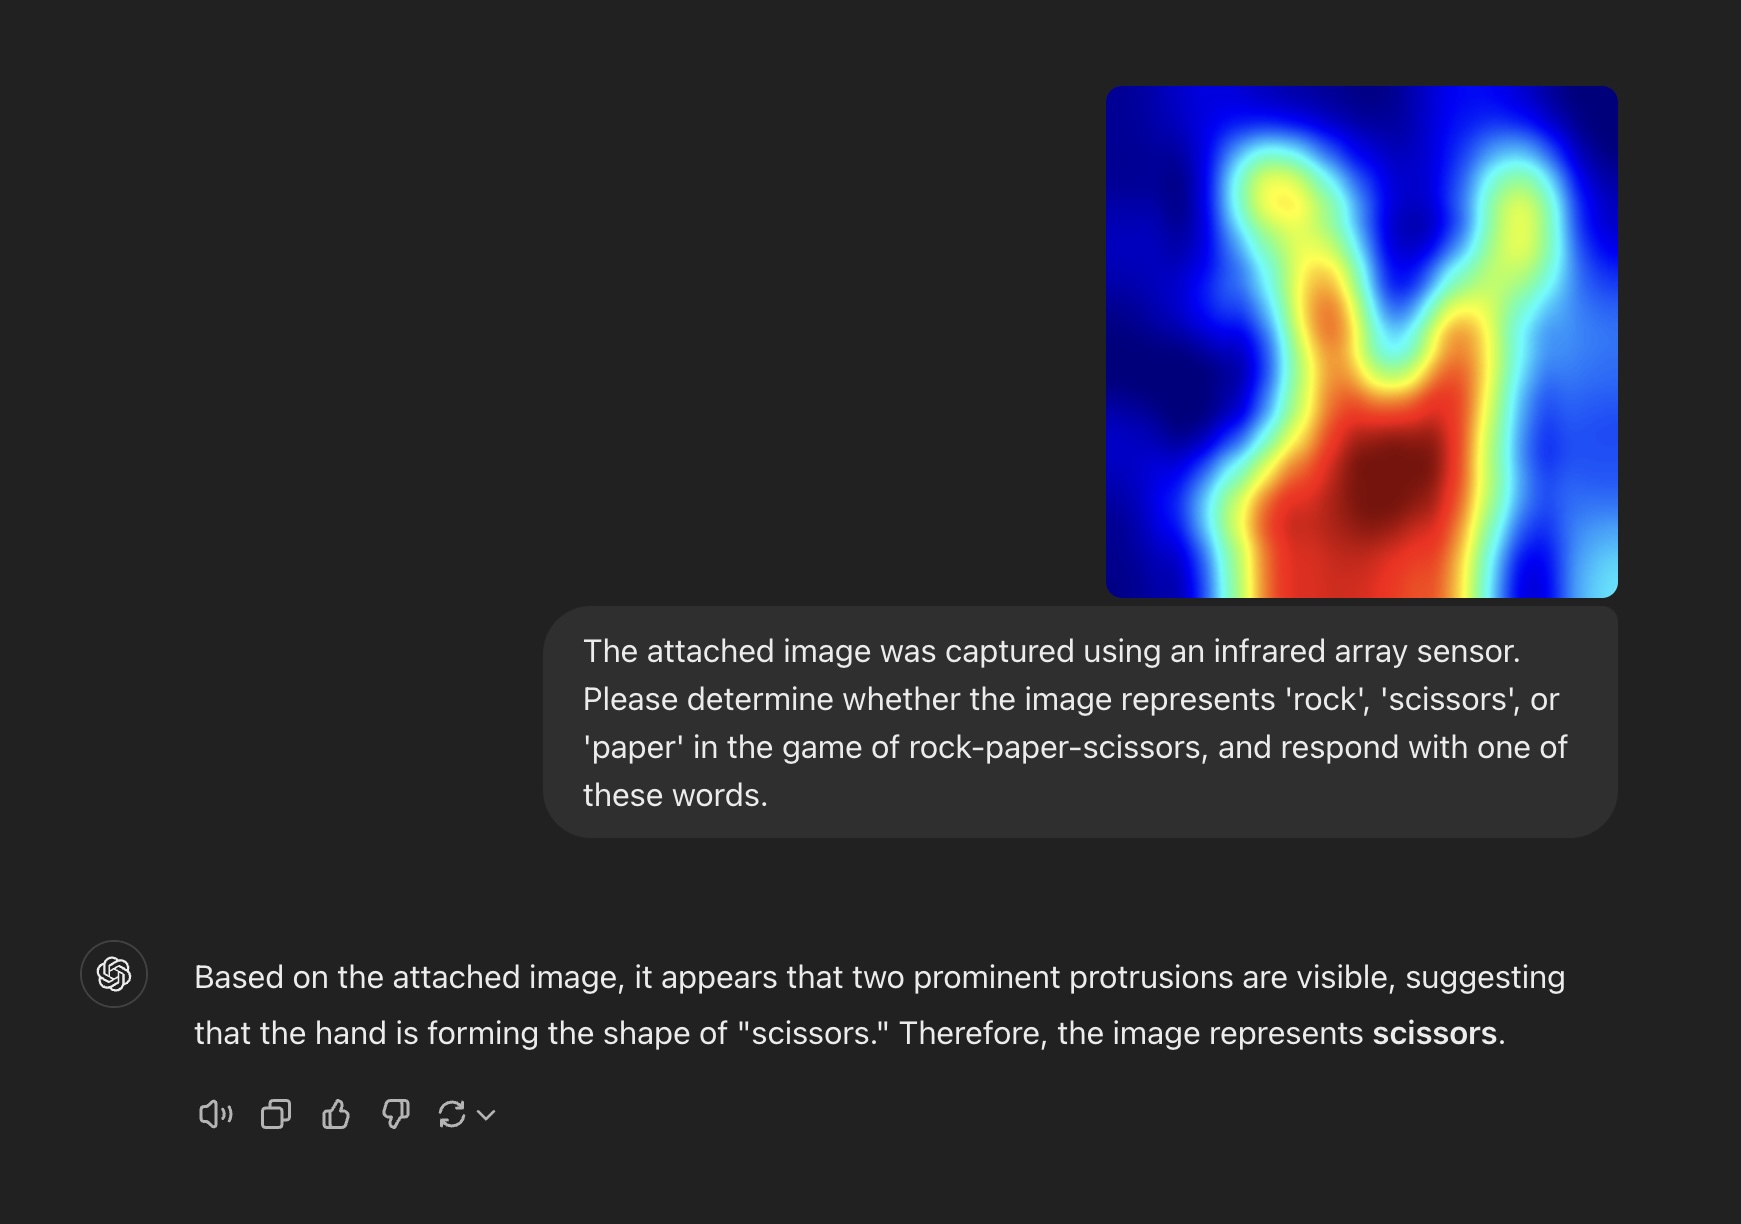 The attached image was captured using an infrared array sensor.
Please determine whether the image represents 'rock', 'scissors', or
'paper' in the game of rock-paper-scissors, and respond with one of
these words.
Based on the attached image, it appears that two prominent protrusions are visible, suggesting
that the hand is forming the shape of "scissors." Therefore, the image represents scissors.